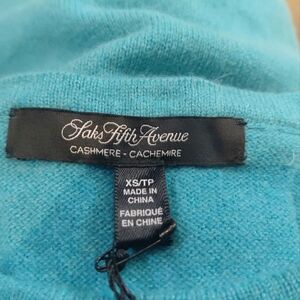 Saks Fifth Avenue
CASHMERE - CACHEMIRE
XS/TP
MADE IN
CHINA
FABRIQUÉ
EN CHINE